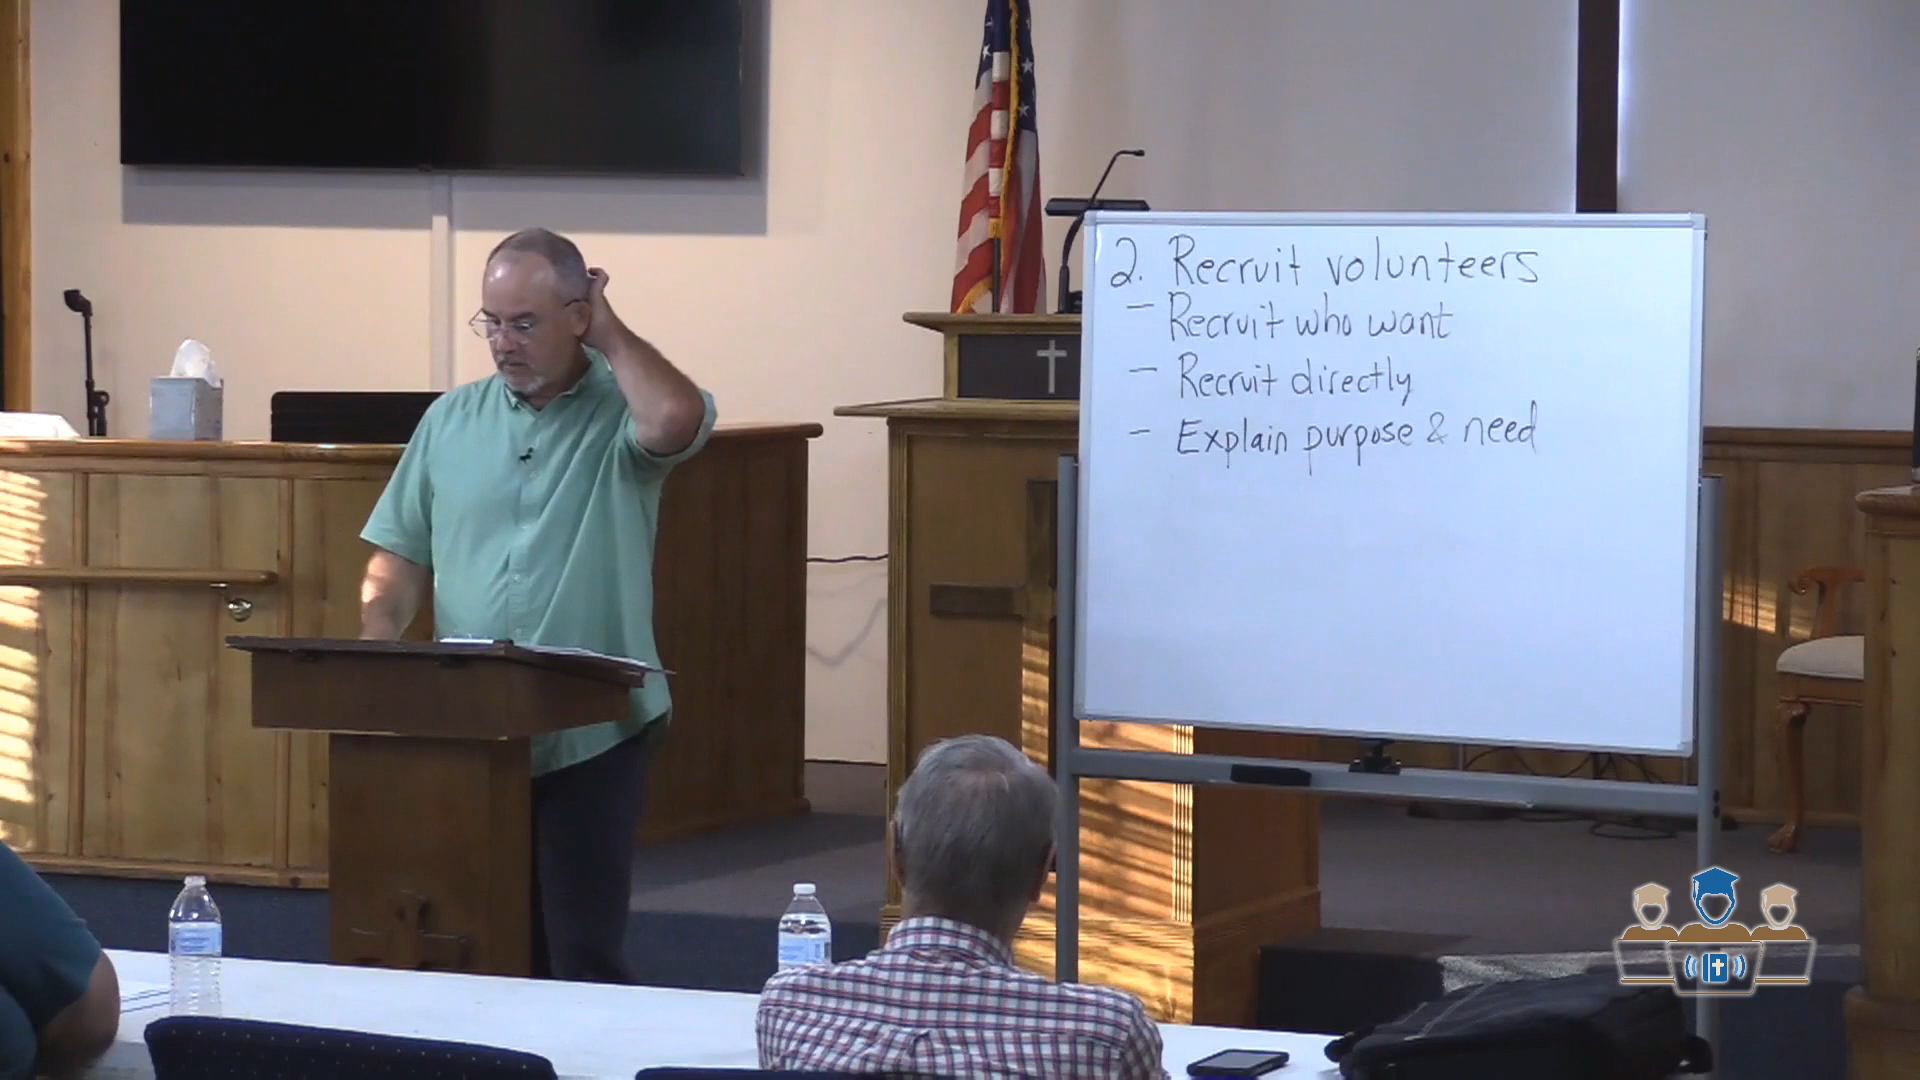 2. Recruit volunteers
- Recruit who want
- Recruit directly
- Explain purpose & need